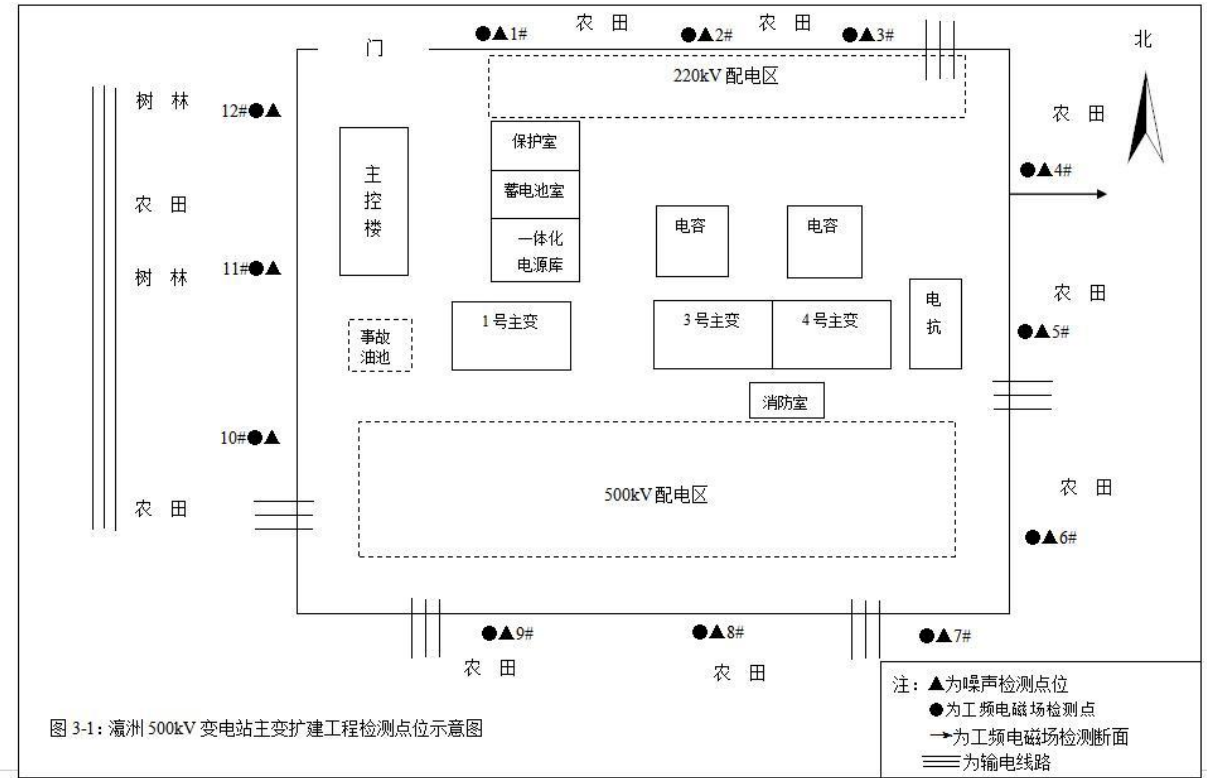 农 田
农 田
●▲1#
●▲2#
●▲3#
门
北
220kV 配电区
树 林
12#●▲
农 田
保护室
主控楼
●▲4#
蓄电池室
农 田
电容
电容
一体化
电源库
11#●▲
树 林
农 田
电抗
1 号主变
3 号主变
4 号主变
●▲5#
事故
油池
消防室
10#●▲
农 田
500kV 配电区
农 田
●▲6#
●▲9#
●▲8#
●▲7#
农 田
农 田
注：▲为噪声检测点位
●为工频电磁场检测点
→为工频电磁场检测断面
为输电线路
图 3-1：瀛洲 500kV 变电站主变扩建工程检测点位示意图